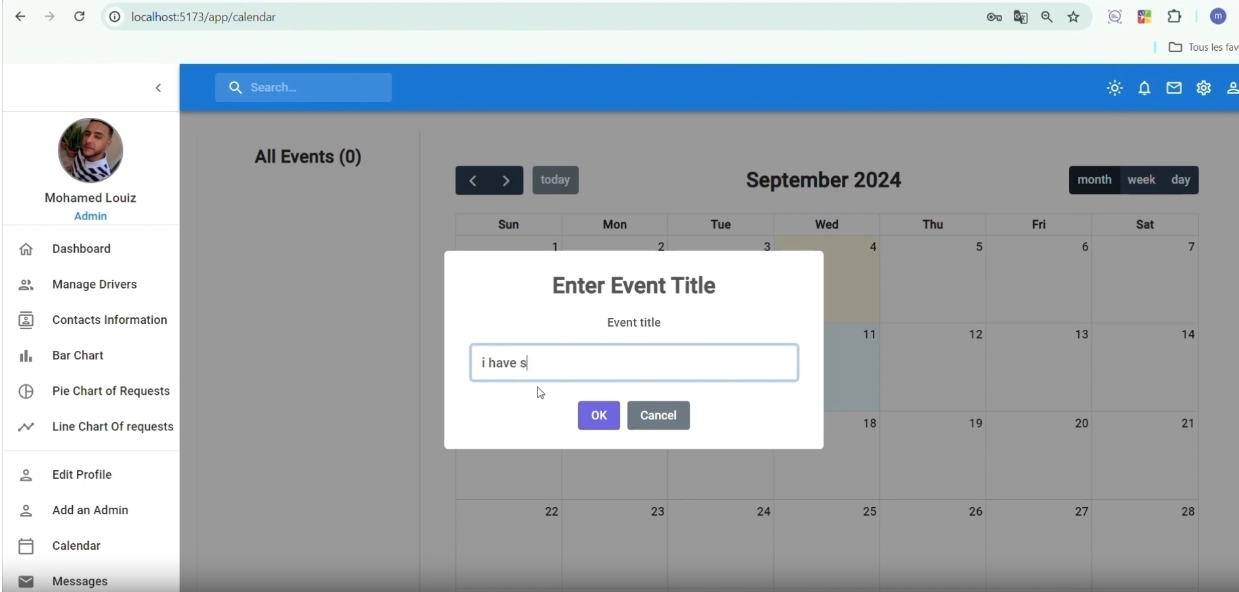 localhost:5173/app/calendar
m
Tous les fav
Search...
Mohamed Louiz
Admin
Dashboard
Manage Drivers
Contacts Information
Bar Chart
Pie Chart of Requests
Line Chart Of requests
Edit Profile
Add an Admin
Calendar
Messages
All Events (0)
today
September 2024
month week day
Sun Mon Tue Wed Thu Fri Sat
1 2 3 4 5 6 7
Enter Event Title
Event title
i have s
OK Cancel
11 12 13 14
18 19 20 21
22 23 24 25 26 27 28